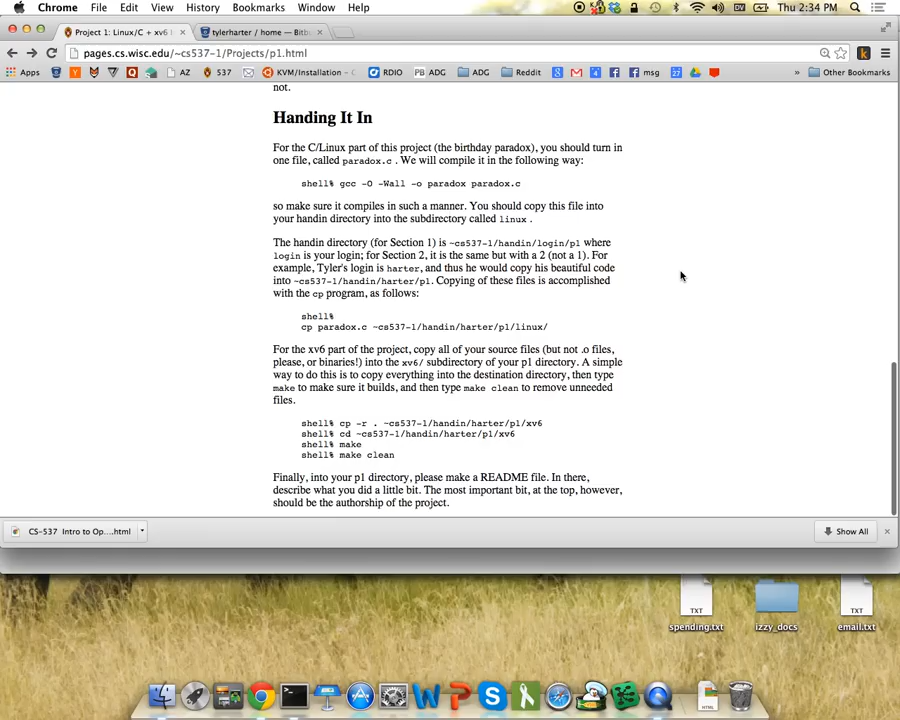 Chrome File Edit View History Bookmarks Window Help Thu 2:34 PM
Project 1: Linux/C + xv6 tylerharter / home — Bitb
pages.cs.wisc.edu/~cs537-1/Projects/p1.html
Apps AZ 537 KVM/Installation - C RDIO PB ADG ADG Reddit msg » Other Bookmarks
not.
Handing It In
For the C/Linux part of this project (the birthday paradox), you should turn in
one file, called paradox.c . We will compile it in the following way:
shell% gcc -O -Wall -o paradox paradox.c
so make sure it compiles in such a manner. You should copy this file into
your handin directory into the subdirectory called linux .
The handin directory (for Section 1) is ~cs537-1/handin/login/p1 where
login is your login; for Section 2, it is the same but with a 2 (not a 1). For
example, Tyler's login is harter, and thus he would copy his beautiful code
into ~cs537-1/handin/harter/p1. Copying of these files is accomplished
with the cp program, as follows:
shell%
cp paradox.c ~cs537-1/handin/harter/p1/linux/
For the xv6 part of the project, copy all of your source files (but not .o files,
please, or binaries!) into the xv6/ subdirectory of your p1 directory. A simple
way to do this is to copy everything into the destination directory, then type
make to make sure it builds, and then type make clean to remove unneeded
files.
shell% cp -r . ~cs537-1/handin/harter/p1/xv6
shell% cd ~cs537-1/handin/harter/p1/xv6
shell% make
shell% make clean
Finally, into your p1 directory, please make a README file. In there,
describe what you did a little bit. The most important bit, at the top, however,
should be the authorship of the project.
CS-537 Intro to Op....html Show All
TXT TXT
spending.txt izzy_docs email.txt
HTML